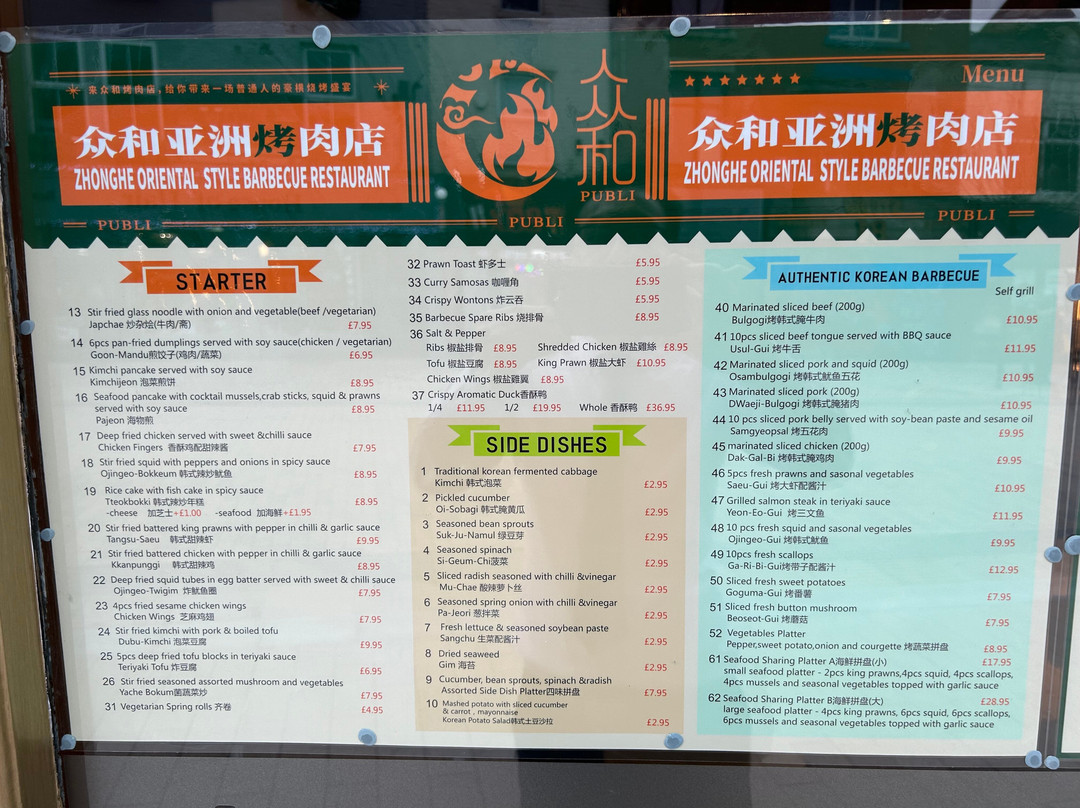 来众和烤肉店,给你带来一场普通人的豪横烧烤盛宴
众和亚洲烤肉店
ZHONGHE ORIENTAL STYLE BARBECUE RESTAURANT
PUBLI
众和
PUBLI
PUBLI
Menu
众和亚洲烤肉店
ZHONGHE ORIENTAL STYLE BARBECUE RESTAURANT
PUBLI
STARTER
13 Stir fried glass noodle with onion and vegetable(beef /vegetarian)
Japchae 炒杂烩(牛肉/斋) £7.95
14 6pcs pan-fried dumplings served with soy sauce(chicken / vegetarian)
Goon-Mandu煎饺子(鸡肉/蔬菜) £6.95
15 Kimchi pancake served with soy sauce
Kimchijeon 泡菜煎饼 £8.95
16 Seafood pancake with cocktail mussels,crab sticks, squid & prawns
served with soy sauce £8.95
Pajeon 海物煎
17 Deep fried chicken served with sweet &chilli sauce
Chicken Fingers 香酥鸡配甜辣酱 £7.95
18 Stir fried squid with peppers and onions in spicy sauce
Ojingeo-Bokkeum 韩式辣炒鱿鱼 £8.95
19 Rice cake with fish cake in spicy sauce
Tteokbokki 韩式辣炒年糕 £8.95
-cheese 加芝士+£1.00 -seafood 加海鲜+£1.95
20 Stir fried battered king prawns with pepper in chilli & garlic sauce
Tangsu-Saeu 韩式甜辣虾 £9.95
21 Stir fried battered chicken with pepper in chilli & garlic sauce
Kkanpunggi 韩式甜辣鸡 £8.95
22 Deep fried squid tubes in egg batter served with sweet & chilli sauce
Ojingeo-Twigim 炸鱿鱼圈 £7.95
23 4pcs fried sesame chicken wings
Chicken Wings 芝麻鸡翅 £7.95
24 Stir fried kimchi with pork & boiled tofu
Dubu-Kimchi 泡菜豆腐 £9.95
25 5pcs deep fried tofu blocks in teriyaki sauce
Teriyaki Tofu 炸豆腐 £6.95
26 Stir fried seasoned assorted mushroom and vegetables
Yache Bokum菌蔬菜炒 £7.95
31 Vegetarian Spring rolls 齐卷 £4.95
32 Prawn Toast 虾多士 £5.95
33 Curry Samosas 咖喱角 £5.95
34 Crispy Wontons 炸云吞 £5.95
35 Barbecue Spare Ribs 烧排骨 £8.95
36 Salt & Pepper
Ribs 椒盐排骨 £8.95 Shredded Chicken 椒盐雞絲 £8.95
Tofu 椒盐豆腐 £8.95 King Prawn 椒盐大虾 £10.95
Chicken Wings 椒盐雞翼 £8.95
37 Crispy Aromatic Duck香酥鸭
1/4 £11.95 1/2 £19.95 Whole 香酥鸭 £36.95
SIDE DISHES
1 Traditional korean fermented cabbage
Kimchi 韩式泡菜 £2.95
2 Pickled cucumber
Oi-Sobagi 韩式腌黄瓜 £2.95
3 Seasoned bean sprouts
Suk-Ju-Namul 绿豆芽 £2.95
4 Seasoned spinach
Si-Geum-Chi菠菜 £2.95
5 Sliced radish seasoned with chilli &vinegar
Mu-Chae 酸辣萝卜丝 £2.95
6 Seasoned spring onion with chilli &vinegar
Pa-Jeori 葱拌菜 £2.95
7 Fresh lettuce & seasoned soybean paste
Sangchu 生菜配酱汁 £2.95
8 Dried seaweed
Gim 海苔 £2.95
9 Cucumber, bean sprouts, spinach &radish
Assorted Side Dish Platter四味拼盘 £7.95
10 Mashed potato with sliced cucumber
& carrot , mayonnaise
Korean Potato Salad韩式土豆沙拉 £2.95
AUTHENTIC KOREAN BARBECUE
Self grill
40 Marinated sliced beef (200g)
Bulgogi烤韩式腌牛肉 £10.95
41 10pcs sliced beef tongue served with BBQ sauce
Usul-Gui 烤牛舌 £11.95
42 Marinated sliced pork and squid (200g)
Osambulgogi 烤韩式鱿鱼五花 £10.95
43 Marinated sliced pork (200g)
DWaeji-Bulgogi 烤韩式腌猪肉 £10.95
44 10 pcs sliced pork belly served with soy-bean paste and sesame oil
Samgyeopsal 烤五花肉 £9.95
45 marinated sliced chicken (200g)
Dak-Gal-Bi 烤韩式腌鸡肉 £9.95
46 5pcs fresh prawns and sasonal vegetables
Saeu-Gui 烤大虾配酱汁 £10.95
47 Grilled salmon steak in teriyaki sauce
Yeon-Eo-Gui 烤三文鱼 £11.95
48 10 pcs fresh squid and sasonal vegetables
Ojingeo-Gui 烤韩式鱿鱼 £9.95
49 10pcs fresh scallops
Ga-Ri-Bi-Gui烤带子配酱汁 £12.95
50 Sliced fresh sweet potatoes
Goguma-Gui 烤番薯 £7.95
51 Sliced fresh button mushroom
Beoseot-Gui 烤蘑菇 £7.95
52 Vegetables Platter
Pepper,sweet potato,onion and courgette 烤蔬菜拼盘 £8.95
61 Seafood Sharing Platter A海鲜拼盘(小) £17.95
small seafood platter - 2pcs king prawns,4pcs squid, 4pcs scallops,
4pcs mussels and seasonal vegetables topped with garlic sauce
62 Seafood Sharing Platter B海鲜拼盘(大) £28.95
large seafood platter - 4pcs king prawns, 6pcs squid, 6pcs scallops,
6pcs mussels and seasonal vegetables topped with garlic sauce